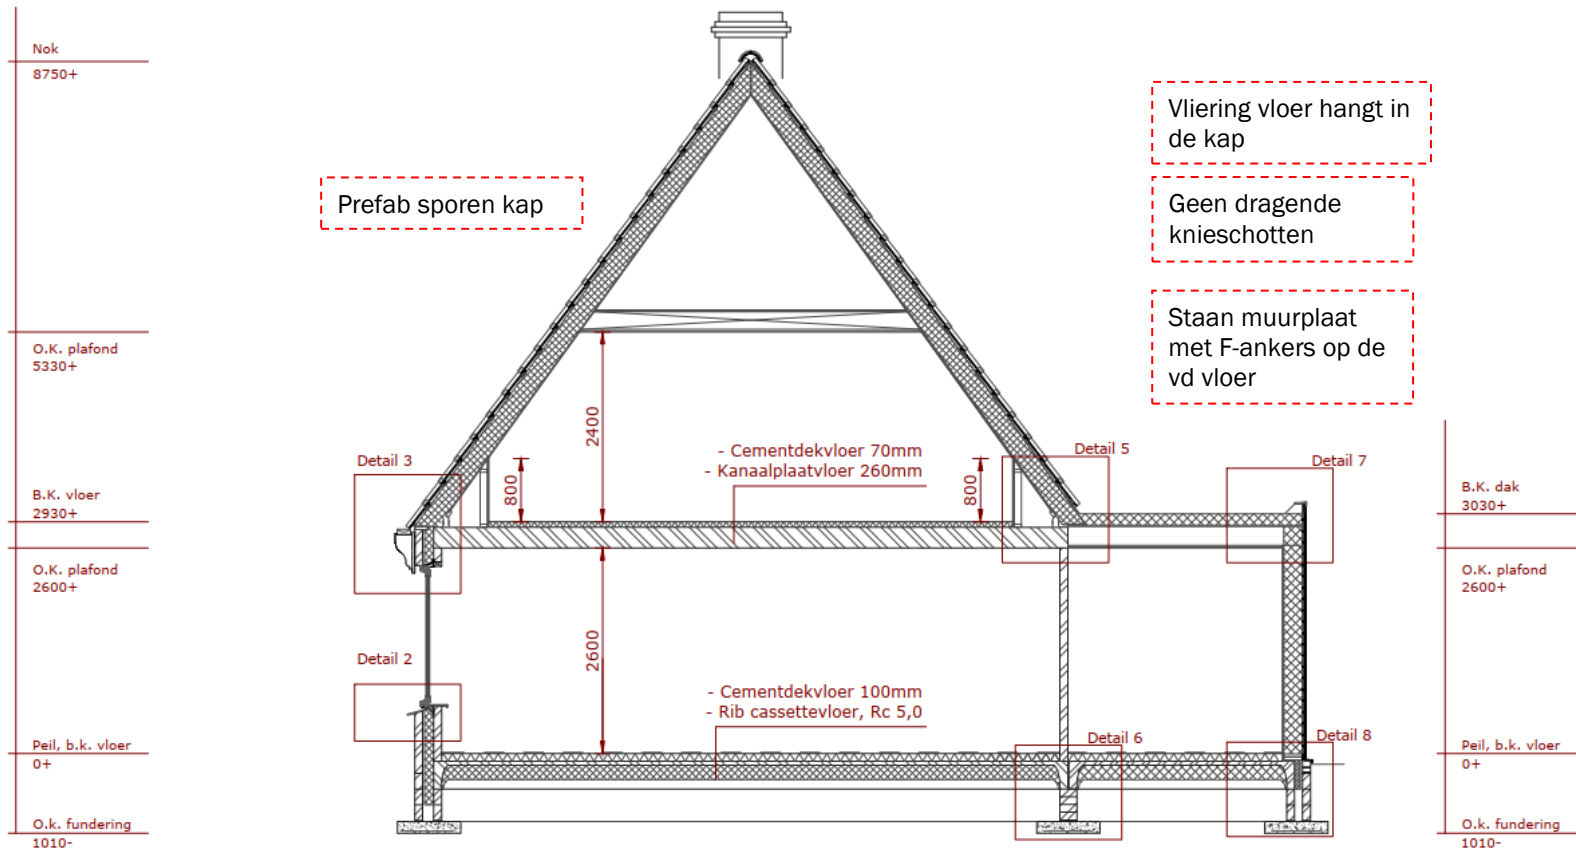 Nok
8750+
O.K. plafond
5330+
B.K. vloer
2930+
O.K. plafond
2600+
Peil, b.k. vloer
0+
O.k. fundering
1010-
Prefab sporen kap
Vliering vloer hangt in
de kap
Geen dragende
knieschotten
Staan muurplaat
met F-ankers op de
vd vloer
2400
800
800
- Cementdekvloer 70mm
- Kanaalplaatvloer 260mm
Detail 3
Detail 5
Detail 7
2600
Detail 2
- Cementdekvloer 100mm
- Rib cassettevloer, Rc 5,0
Detail 6
Detail 8
B.K. dak
3030+
O.K. plafond
2600+
Peil, b.k. vloer
0+
O.k. fundering
1010-